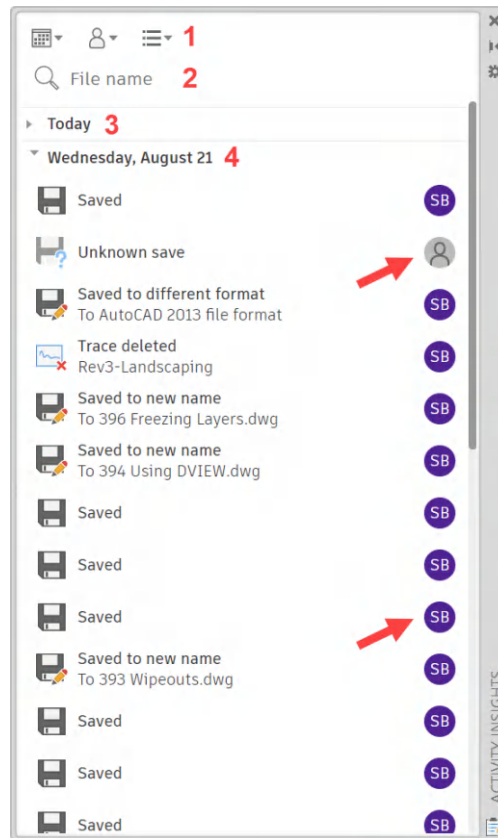 1
File name 2
Today 3
Wednesday, August 21 4
Saved SB
? Unknown save
Saved to different format SB
To AutoCAD 2013 file format
Trace deleted SB
Rev3-Landscaping
Saved to new name SB
To 396 Freezing Layers.dwg
Saved to new name SB
To 394 Using DVIEW.dwg
Saved SB
Saved SB
Saved SB
Saved to new name SB
To 393 Wipeouts.dwg
Saved SB
Saved SB
Saved SB
ACTIVITY INSIGHTS